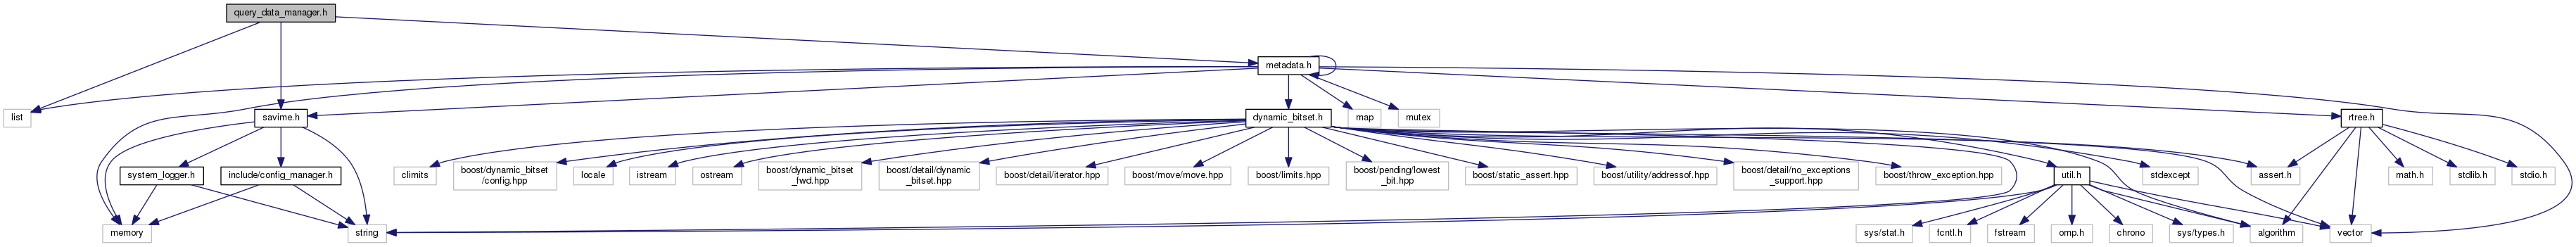 query_data_manager.h
metadata.h
list
savime.h
dynamic_bitset.h
map
mutex
rtree.h
system_logger.h
include/config_manager.h
climits
boost/dynamic_bitset
/config.hpp
locale
istream
ostream
boost/dynamic_bitset
_fwd.hpp
boost/detail/dynamic
_bitset.hpp
boost/detail/iterator.hpp
boost/move/move.hpp
boost/limits.hpp
boost/pending/lowest
_bit.hpp
boost/static_assert.hpp
boost/utility/addressof.hpp
boost/detail/no_exceptions
_support.hpp
boost/throw_exception.hpp
util.h
stdexcept
assert.h
math.h
stdlib.h
stdio.h
memory
string
sys/stat.h
fcntl.h
fstream
omp.h
chrono
sys/types.h
algorithm
vector